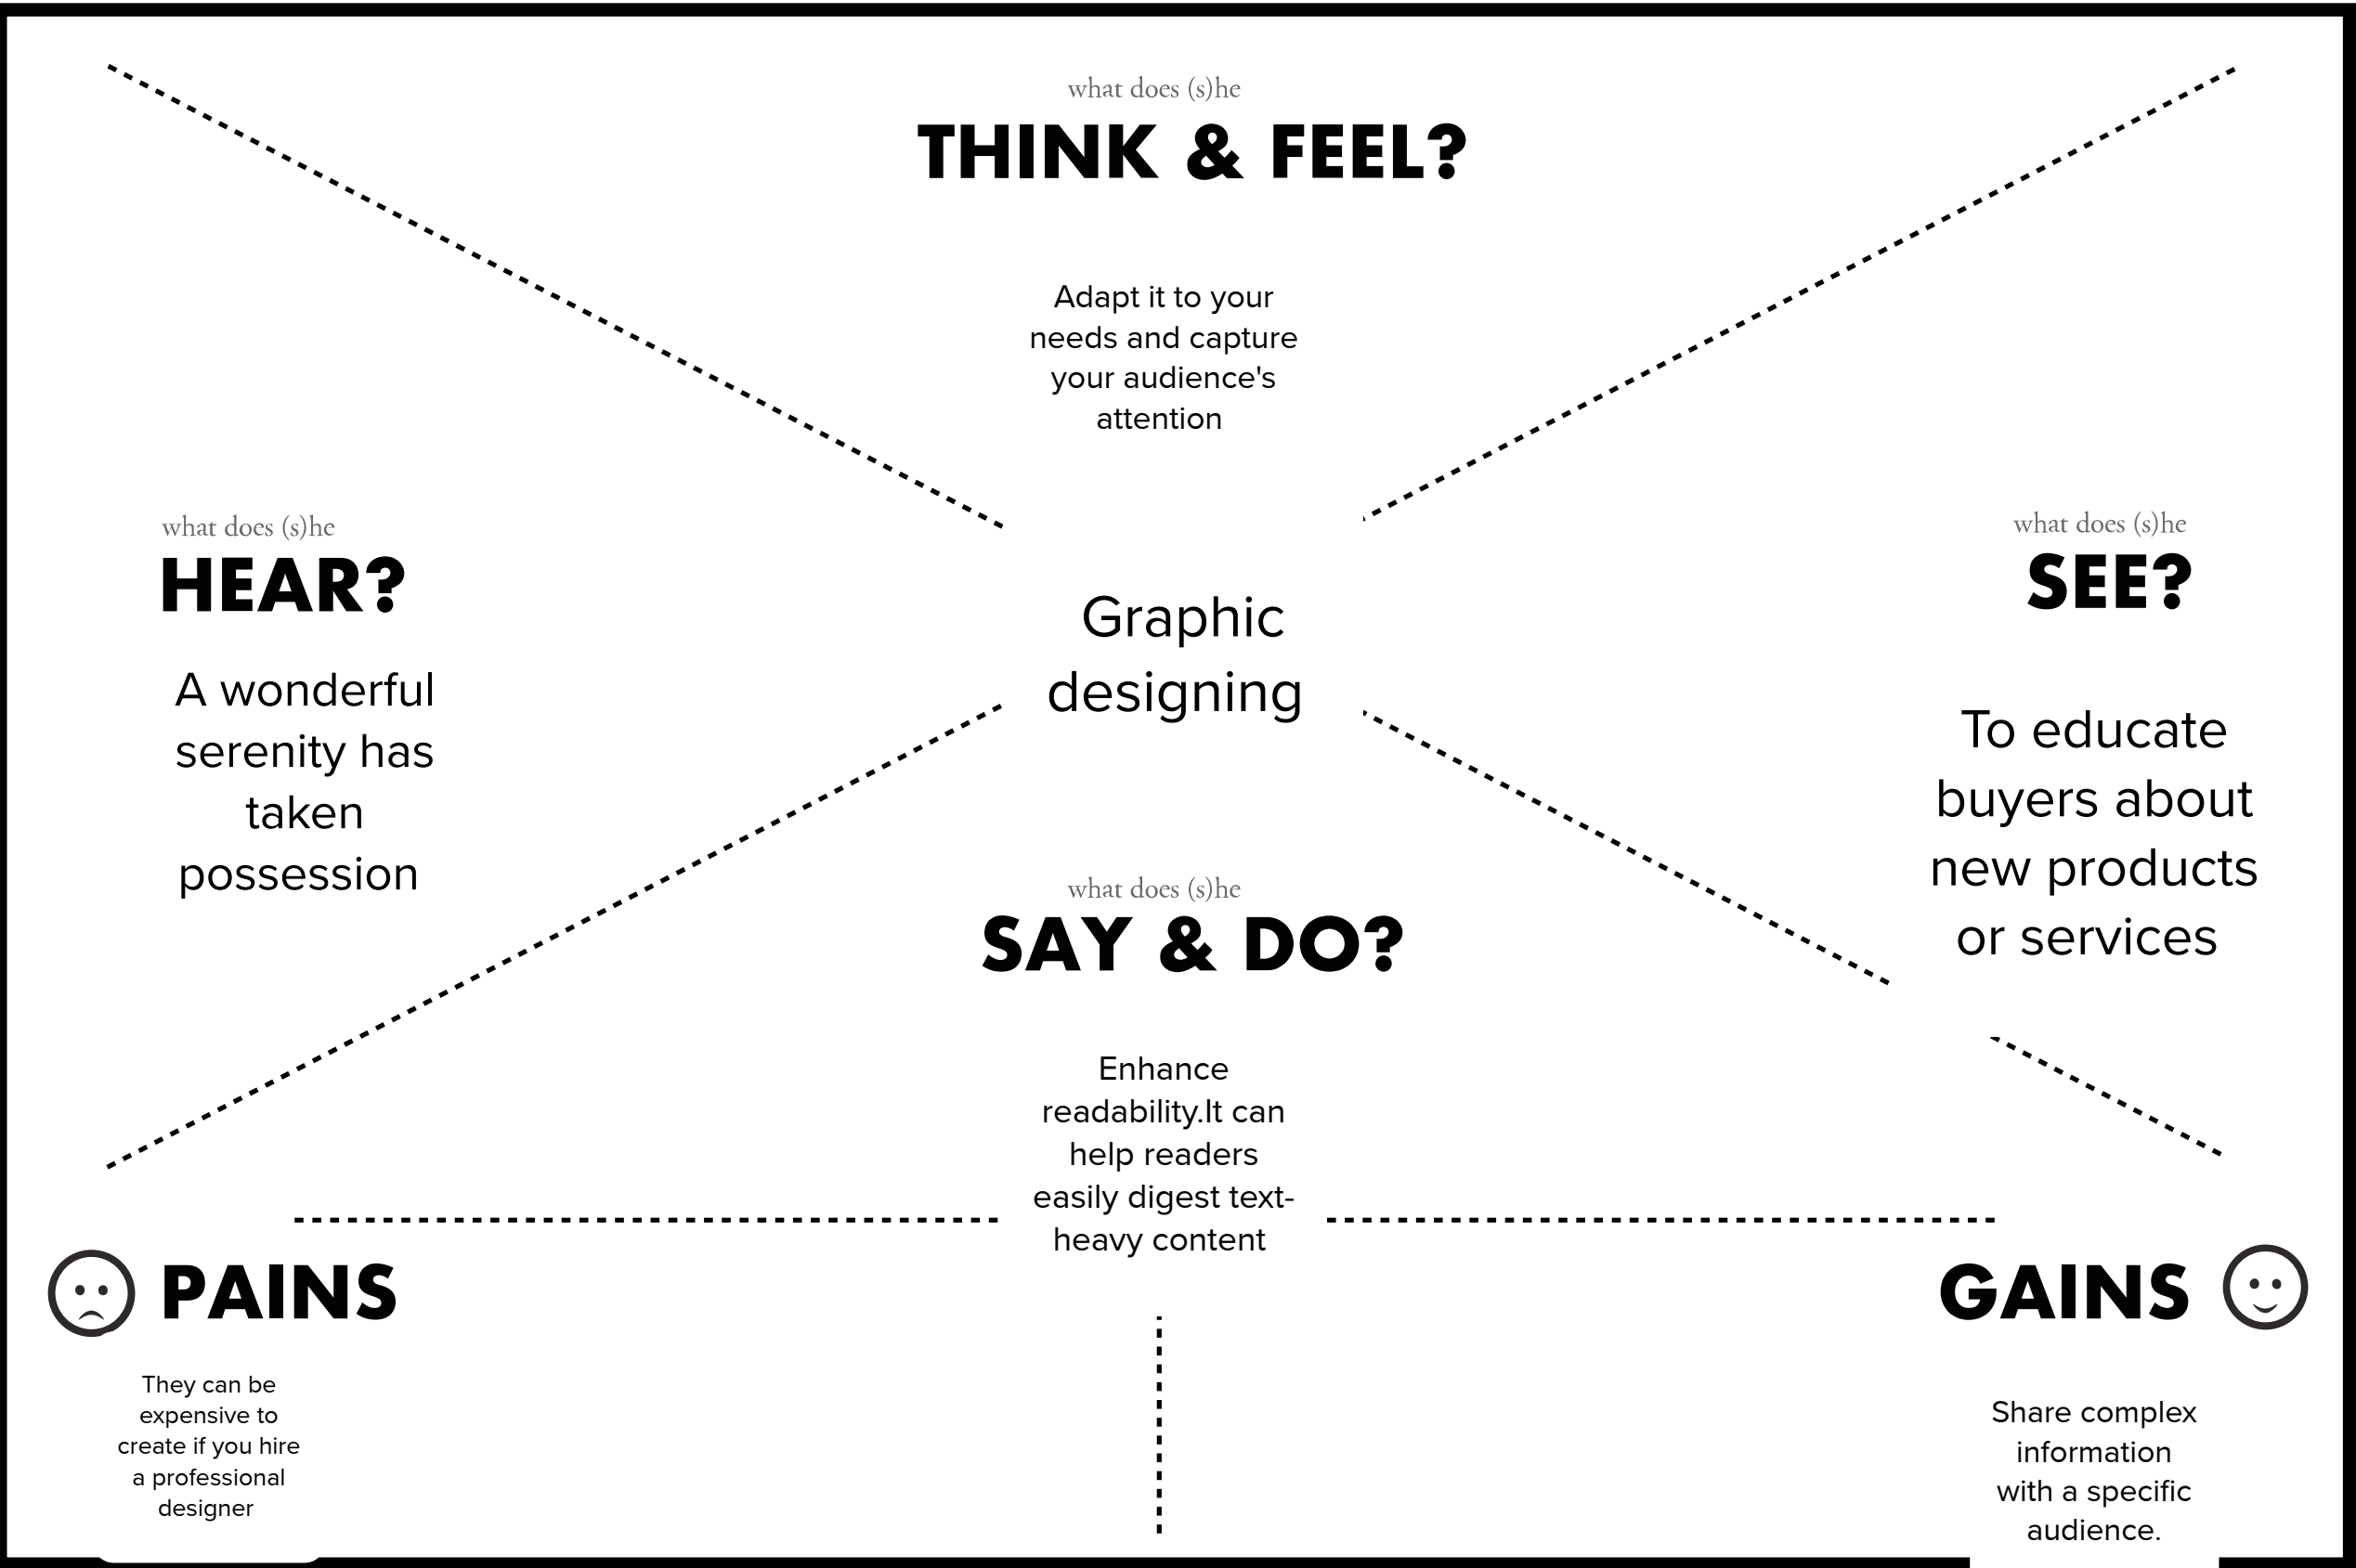 what does (s)he
THINK & FEEL?
Adapt it to your
needs and capture
your audience's
attention
what does (s)he
HEAR?
A wonderful
serenity has
taken
possession
Graphic
designing
what does (s)he
SEE?
To educate
buyers about
new products
or services
what does (s)he
SAY & DO?
Enhance
readability.It can
help readers
easily digest text-
heavy content
PAINS
They can be
expensive to
create if you hire
a professional
designer
GAINS
Share complex
information
with a specific
audience.